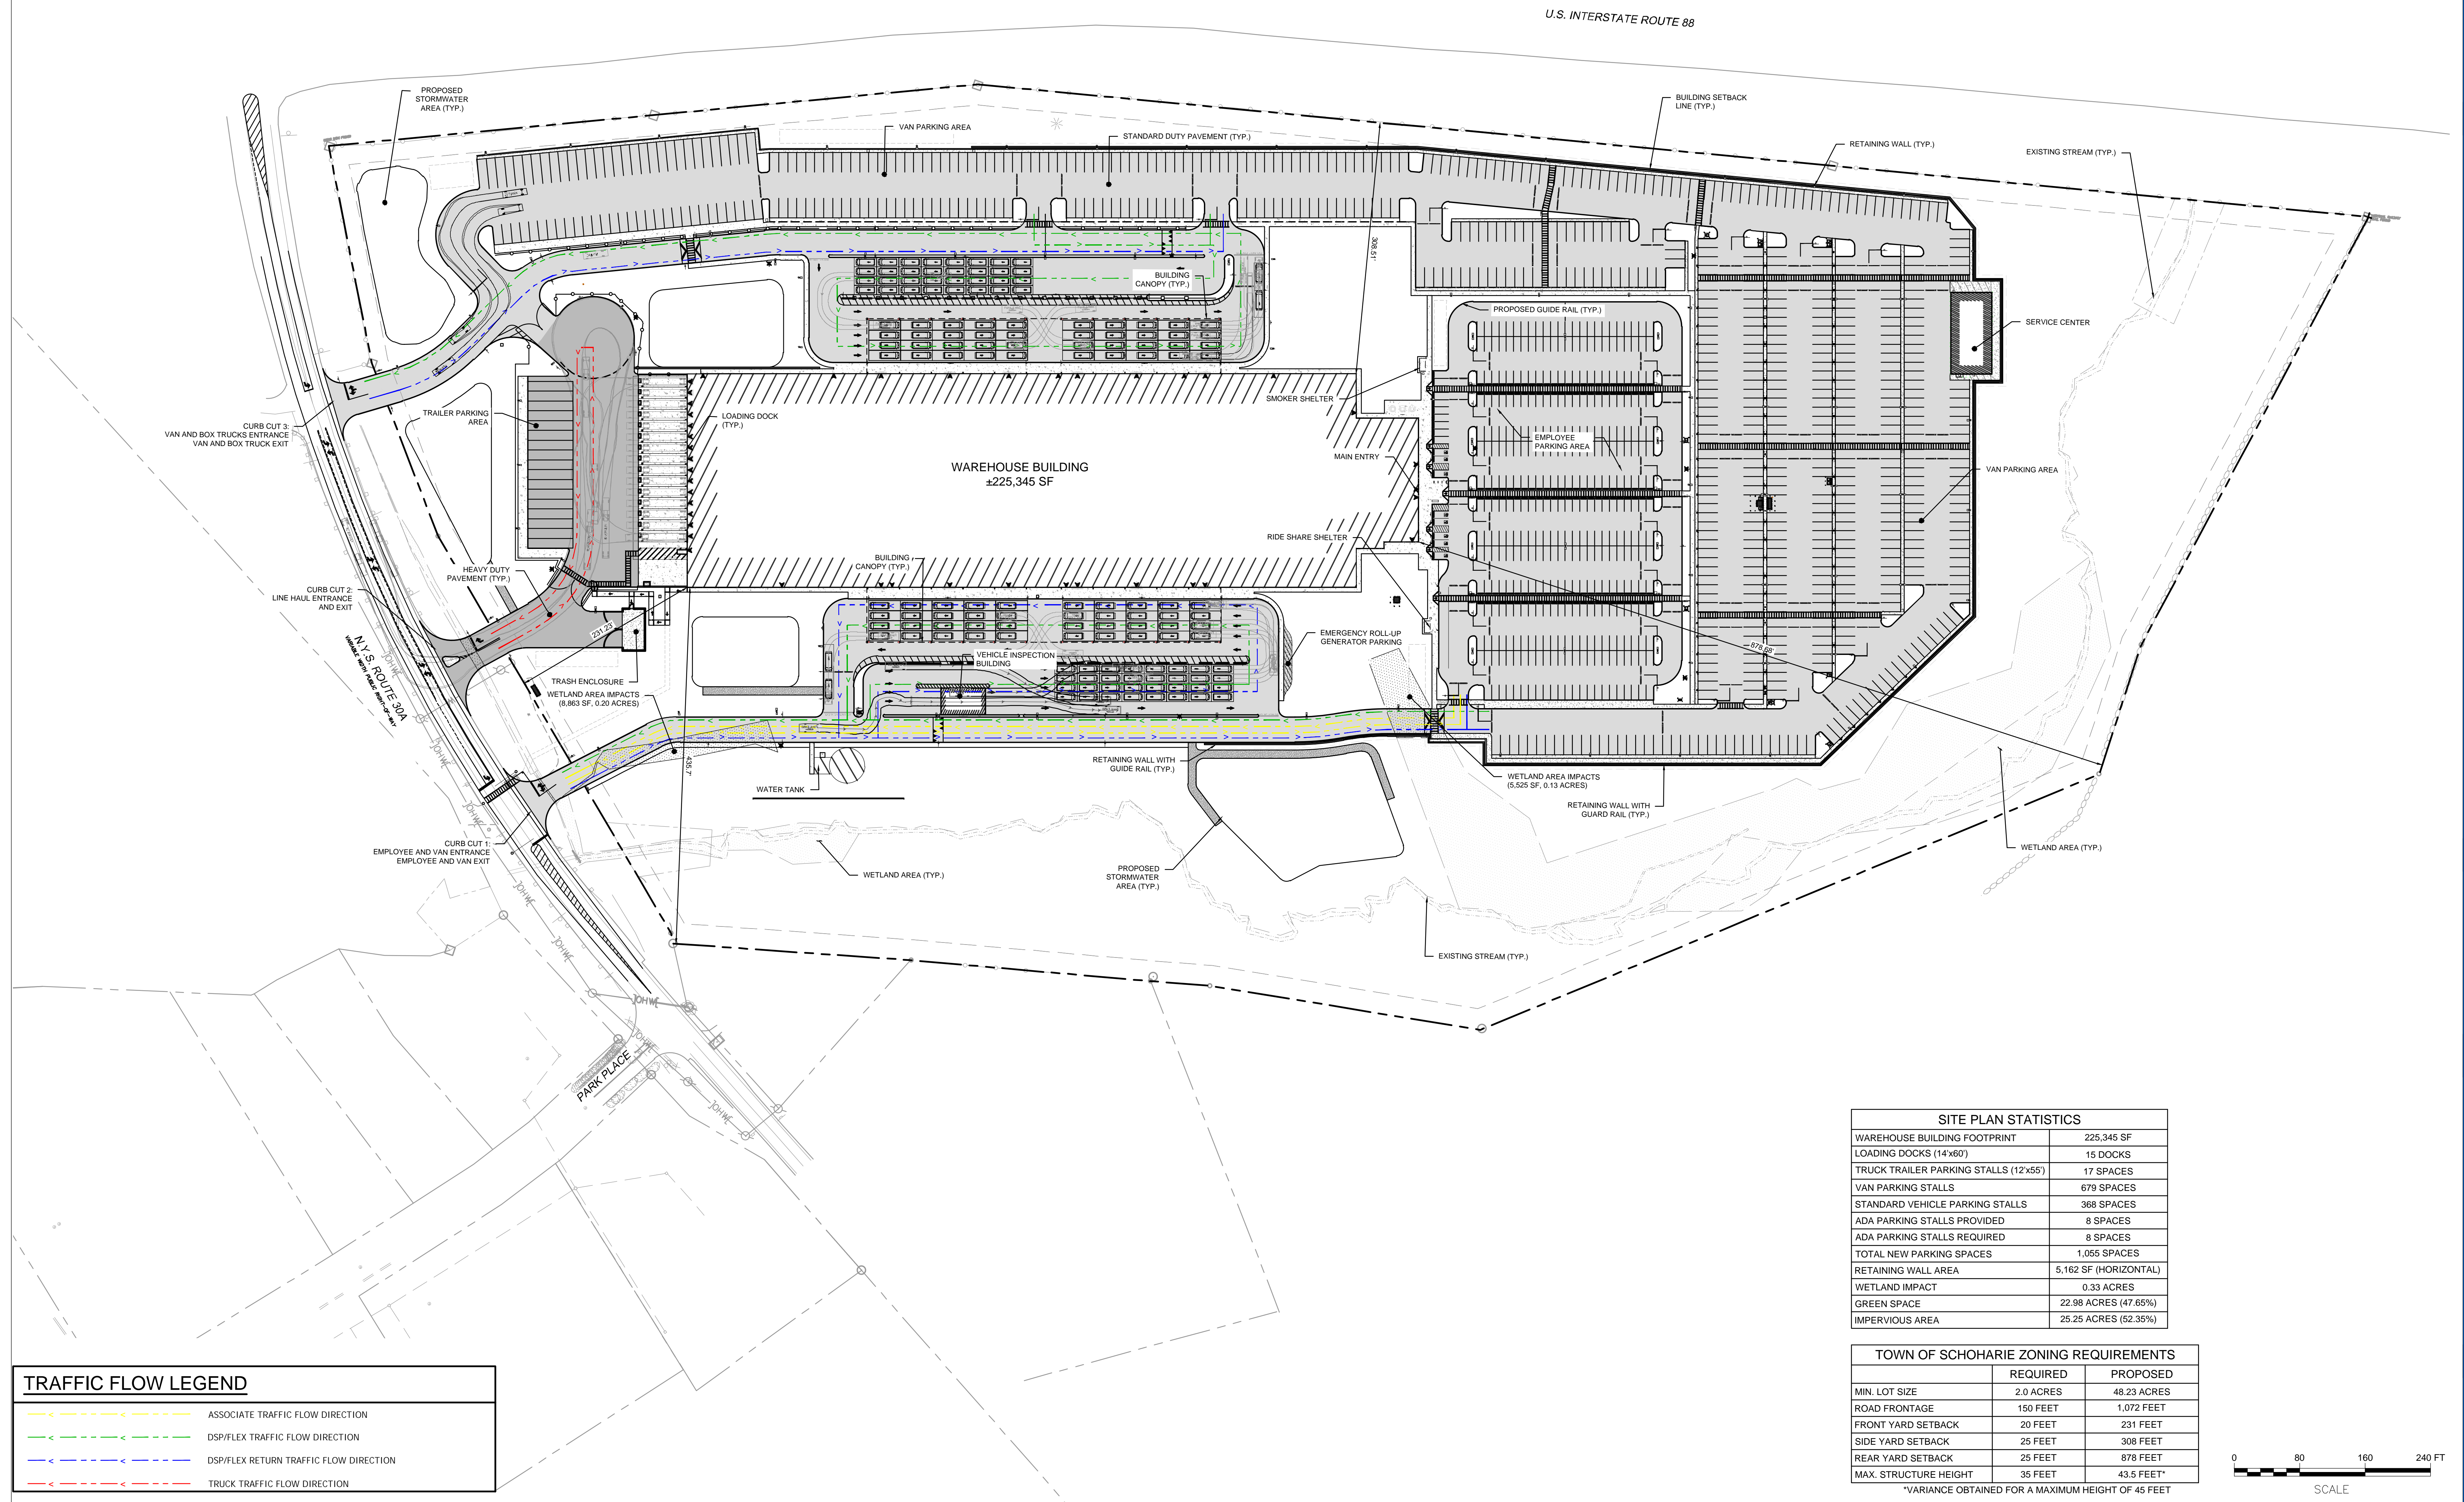 U.S. INTERSTATE ROUTE 88
PROPOSED
STORMWATER
AREA (TYP.)
VAN PARKING AREA
STANDARD DUTY PAVEMENT (TYP.)
BUILDING SETBACK
LINE (TYP.)
RETAINING WALL (TYP.)
EXISTING STREAM (TYP.)
308.51'
BUILDING
CANOPY (TYP.)
PROPOSED GUIDE RAIL (TYP.)
SERVICE CENTER
TRAILER PARKING
AREA
LOADING DOCK
(TYP.)
SMOKER SHELTER
CURB CUT 3:
VAN AND BOX TRUCKS ENTRANCE
VAN AND BOX TRUCK EXIT
EMPLOYEE
PARKING AREA
MAIN ENTRY
WAREHOUSE BUILDING
±225,345 SF
VAN PARKING AREA
RIDE SHARE SHELTER
BUILDING
CANOPY (TYP.)
HEAVY DUTY
PAVEMENT (TYP.)
CURB CUT 2:
LINE HAUL ENTRANCE
AND EXIT
231.23'
EMERGENCY ROLL-UP
GENERATOR PARKING
N.Y.S. ROUTE 30A
VARIABLE WIDTH PUBLIC RIGHT-OF-WAY
VEHICLE INSPECTION
BUILDING
878.68'
TRASH ENCLOSURE
WETLAND AREA IMPACTS
(8,863 SF, 0.20 ACRES)
435.7'
RETAINING WALL WITH
GUIDE RAIL (TYP.)
WATER TANK
WETLAND AREA IMPACTS
(5,525 SF, 0.13 ACRES)
RETAINING WALL WITH
GUARD RAIL (TYP.)
CURB CUT 1:
EMPLOYEE AND VAN ENTRANCE
EMPLOYEE AND VAN EXIT
WETLAND AREA (TYP.)
PROPOSED
STORMWATER
AREA (TYP.)
WETLAND AREA (TYP.)
EXISTING STREAM (TYP.)
PARK PLACE
SITE PLAN STATISTICS
WAREHOUSE BUILDING FOOTPRINT 225,345 SF
LOADING DOCKS (14'x60') 15 DOCKS
TRUCK TRAILER PARKING STALLS (12'x55') 17 SPACES
VAN PARKING STALLS 679 SPACES
STANDARD VEHICLE PARKING STALLS 368 SPACES
ADA PARKING STALLS PROVIDED 8 SPACES
ADA PARKING STALLS REQUIRED 8 SPACES
TOTAL NEW PARKING SPACES 1,055 SPACES
RETAINING WALL AREA 5,162 SF (HORIZONTAL)
WETLAND IMPACT 0.33 ACRES
GREEN SPACE 22.98 ACRES (47.65%)
IMPERVIOUS AREA 25.25 ACRES (52.35%)
TOWN OF SCHOHARIE ZONING REQUIREMENTS
REQUIRED PROPOSED
MIN. LOT SIZE 2.0 ACRES 48.23 ACRES
ROAD FRONTAGE 150 FEET 1,072 FEET
FRONT YARD SETBACK 20 FEET 231 FEET
SIDE YARD SETBACK 25 FEET 308 FEET
REAR YARD SETBACK 25 FEET 878 FEET
MAX. STRUCTURE HEIGHT 35 FEET 43.5 FEET*
*VARIANCE OBTAINED FOR A MAXIMUM HEIGHT OF 45 FEET
0 80 160 240 FT
SCALE
TRAFFIC FLOW LEGEND
ASSOCIATE TRAFFIC FLOW DIRECTION
DSP/FLEX TRAFFIC FLOW DIRECTION
DSP/FLEX RETURN TRAFFIC FLOW DIRECTION
TRUCK TRAFFIC FLOW DIRECTION